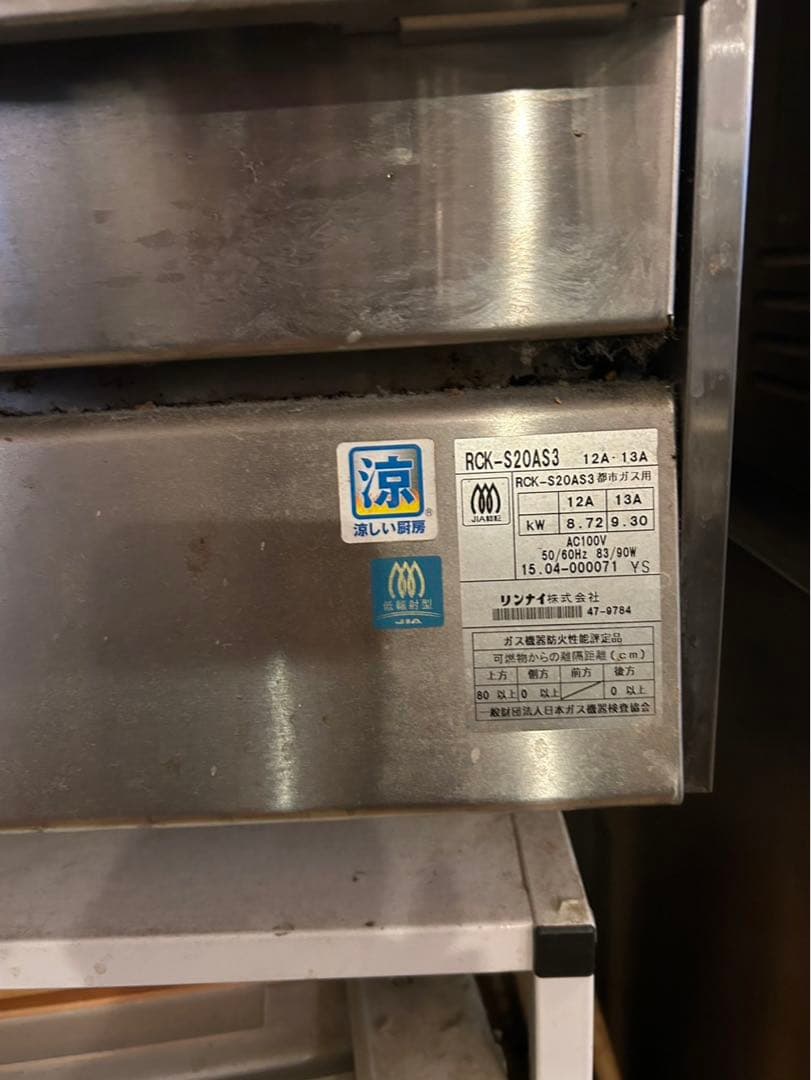 涼
®
涼しい厨房
低輻射型
JIA
RCK-S20AS3 12A・13A
JIA認証
RCK-S20AS3 都市ガス用
12A 13A
kW 8.72 9.30
AC100V
50/60Hz 83/90W
15.04-000071 YS
リンナイ株式会社
47-9784
ガス機器防火性能評定品
可燃物からの離隔距離(cm)
上方 側方 前方 後方
80 以上 0 以上 0 以上
一般財団法人日本ガス機器検査協会